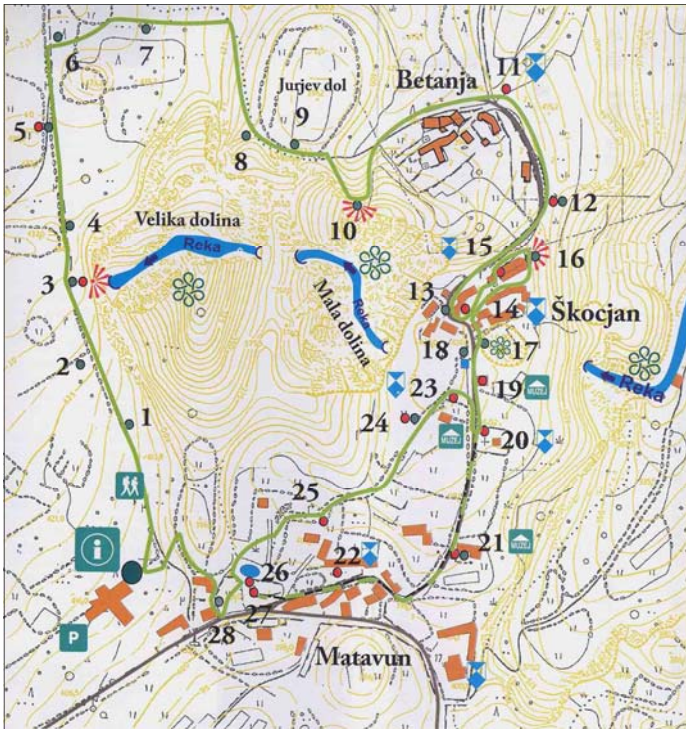 6
7
11
Betanja
Jurjev dol
5
8
9
10
12
4
Velika dolina
Reka
15
16
3
Reka
Mala dolina
13
14
Škocjan
2
18
17
Reka
23
19
MUZEJ
24
20
1
MUZEJ
25
i
22
21
MUZEJ
26
27
28
P
Matavun